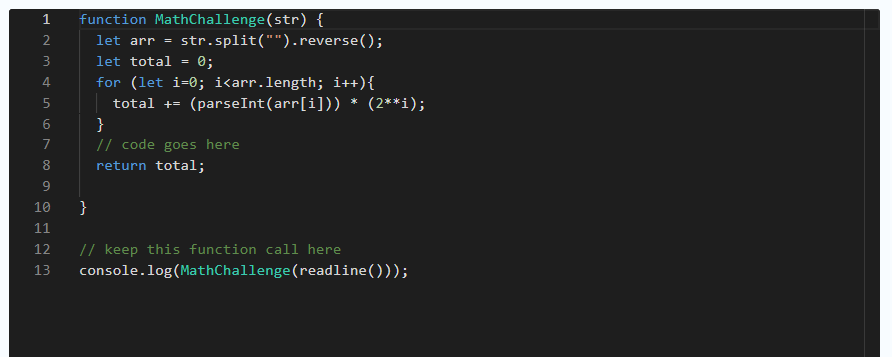 1 function MathChallenge(str) {
2   let arr = str.split("").reverse();
3   let total = 0;
4   for (let i=0; i<arr.length; i++){
5     total += (parseInt(arr[i])) * (2**i);
6   }
7   // code goes here
8   return total;
9
10 }
11
12 // keep this function call here
13 console.log(MathChallenge(readline()));